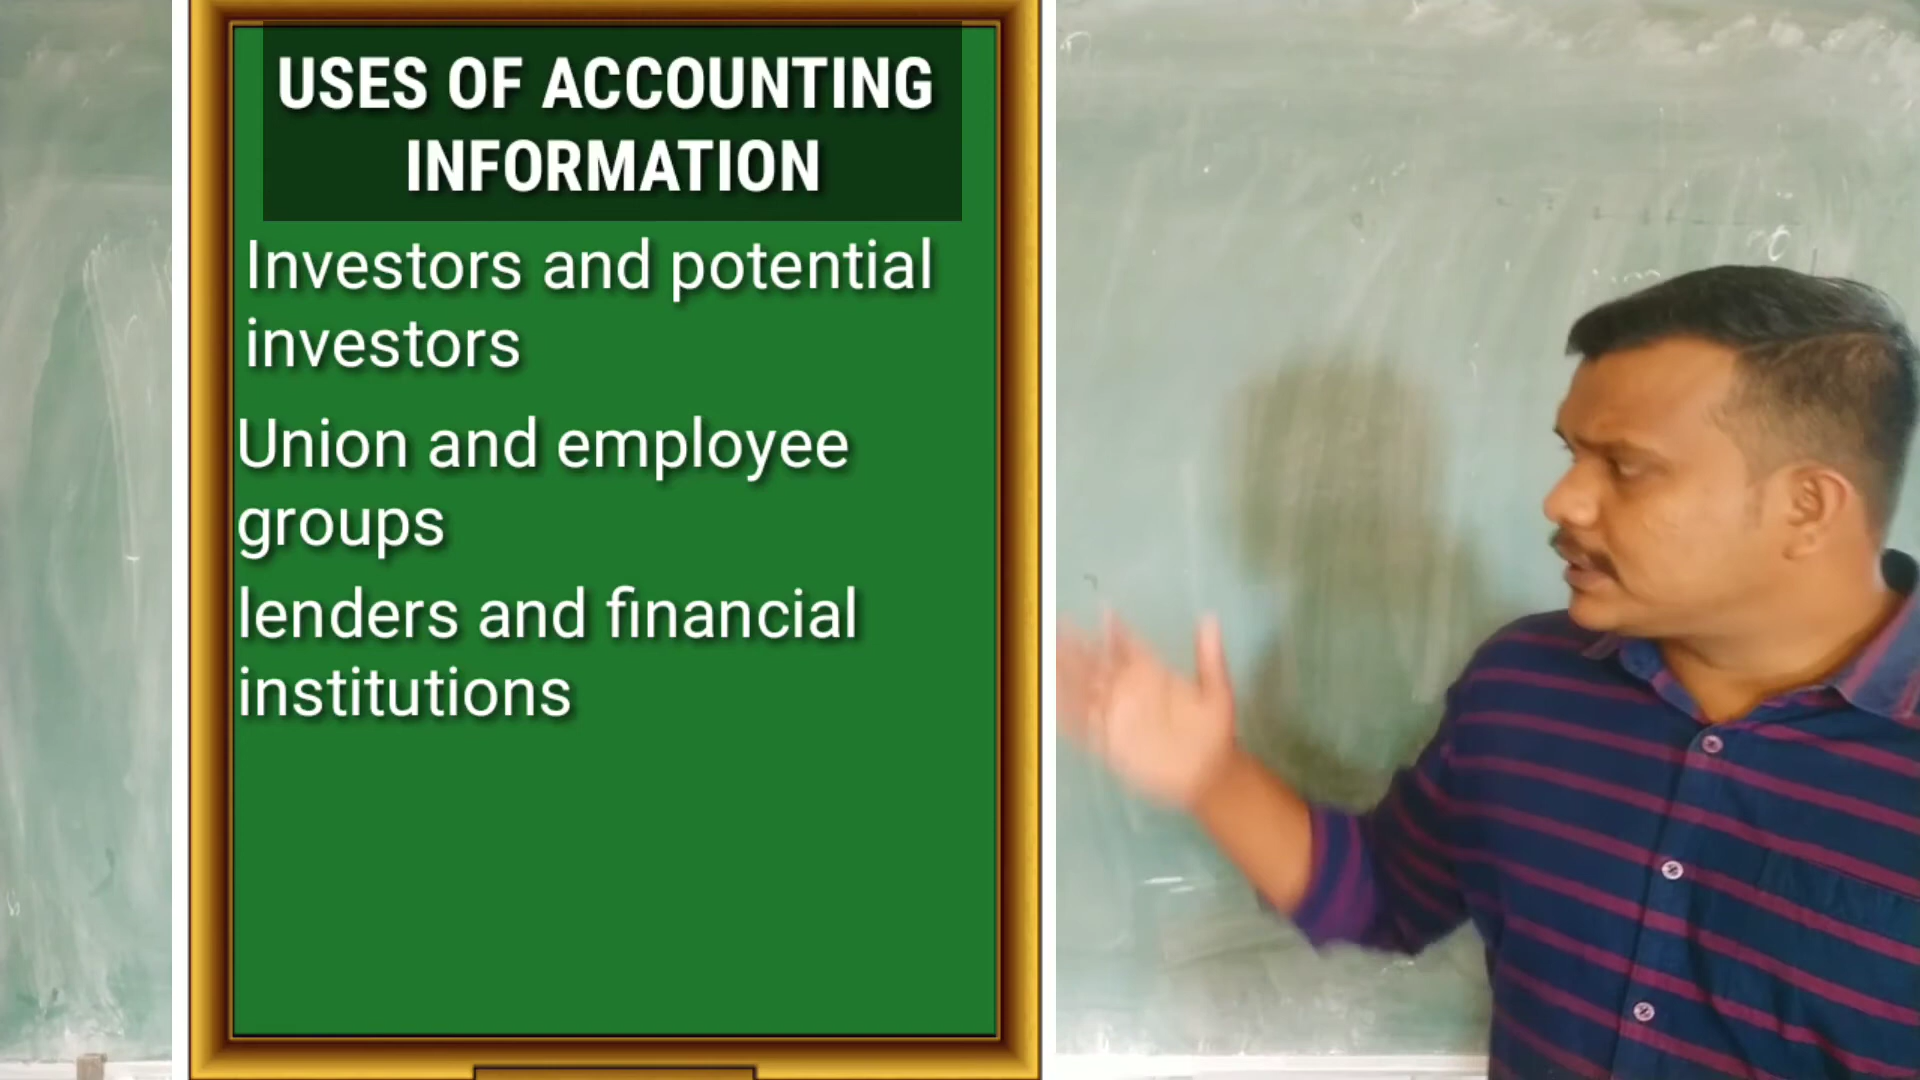 USES OF ACCOUNTING
INFORMATION
Investors and potential
investors
Union and employee
groups
lenders and financial
institutions